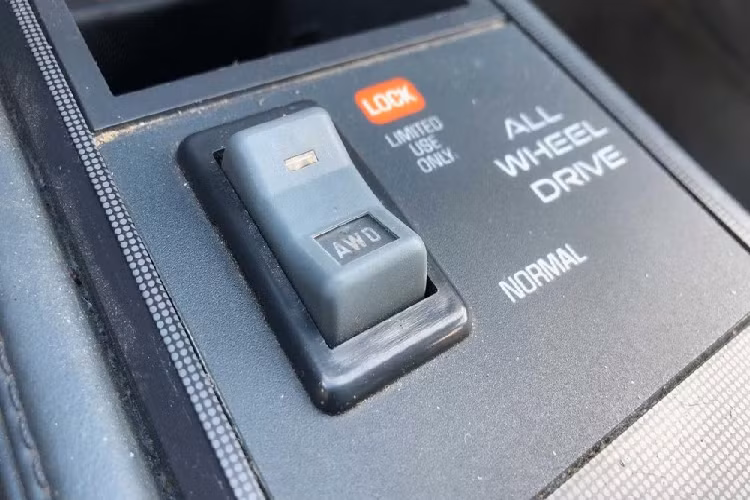 LOCK
LIMITED
USE
ONLY.
ALL
WHEEL
DRIVE
AWD
NORMAL